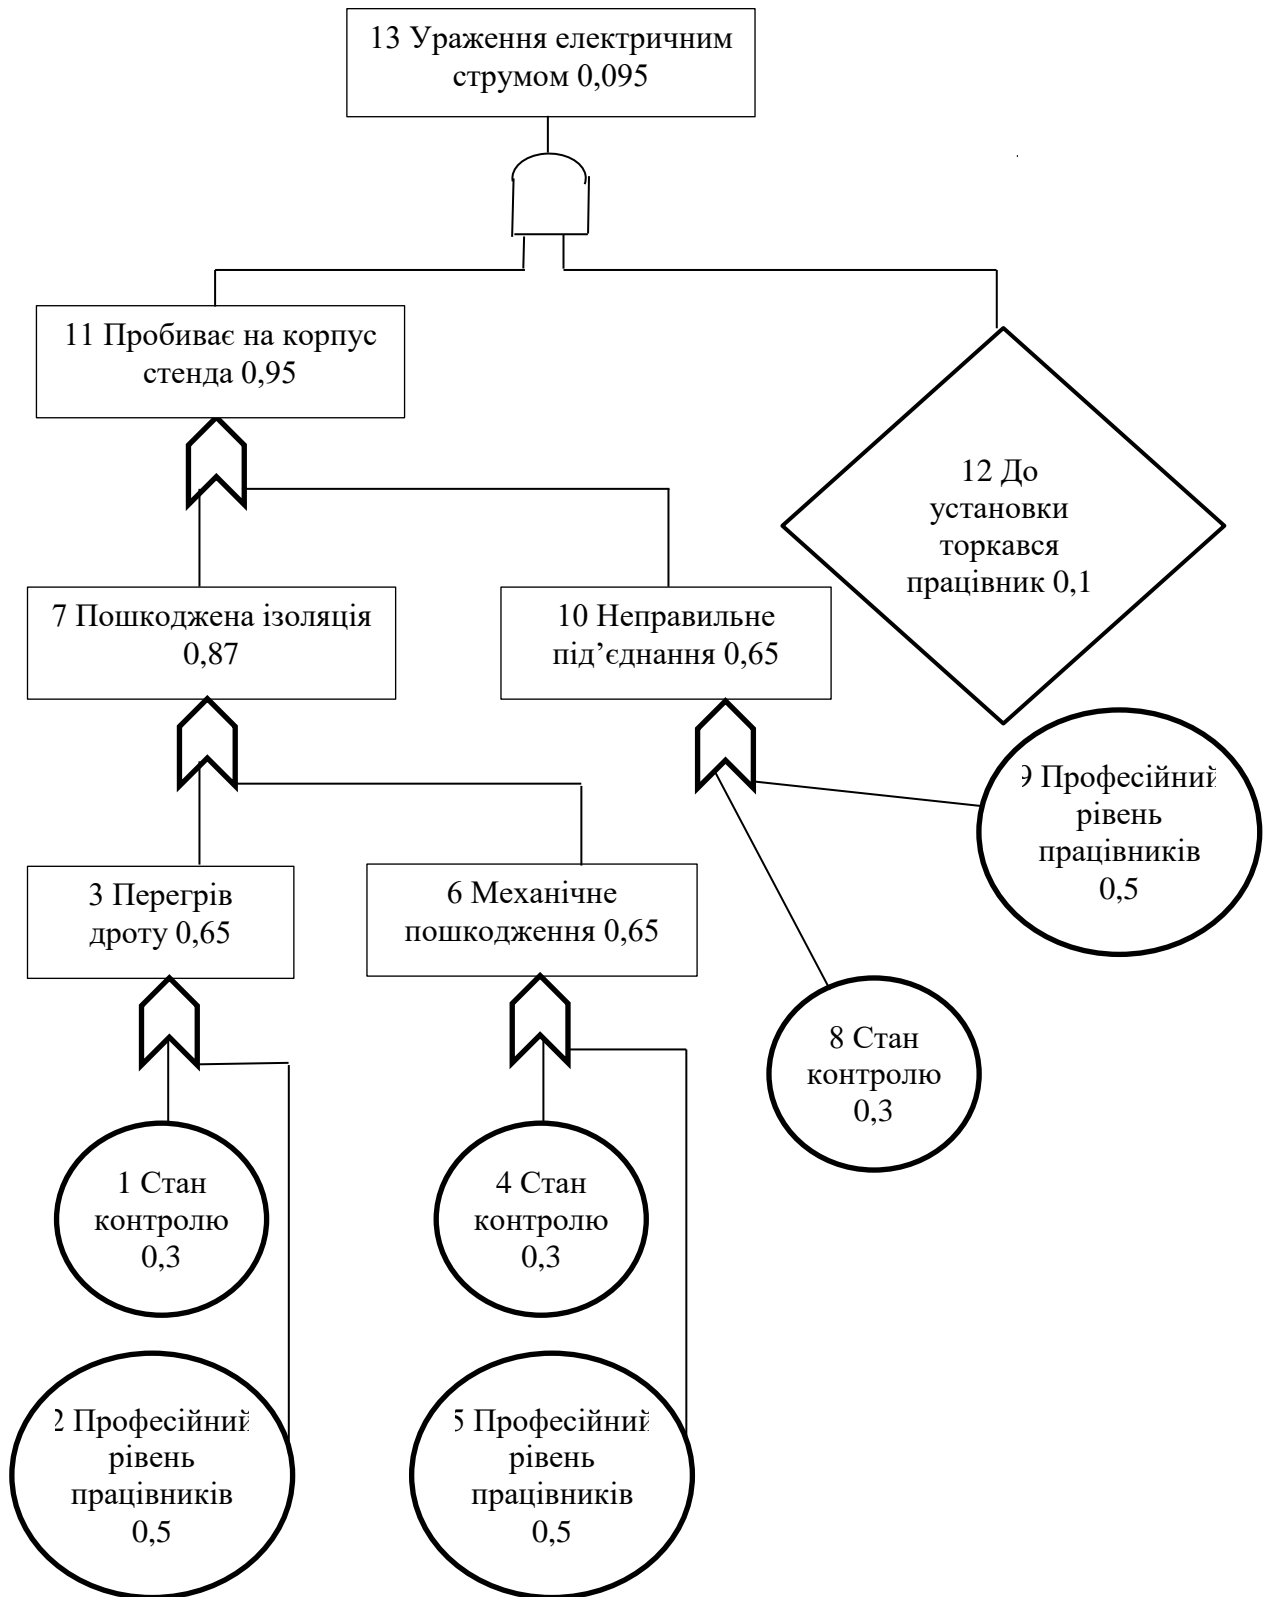 13 Ураження електричним
струмом 0,095
11 Пробиває на корпус
стенда 0,95
12 До
установки
торкався
працівник 0,1
7 Пошкоджена ізоляція
0,87
10 Неправильне
під’єднання 0,65
9 Професійний
рівень
працівників
0,5
3 Перегрів
дроту 0,65
6 Механічне
пошкодження 0,65
8 Стан
контролю
0,3
1 Стан
контролю
0,3
4 Стан
контролю
0,3
2 Професійний
рівень
працівників
0,5
5 Професійний
рівень
працівників
0,5